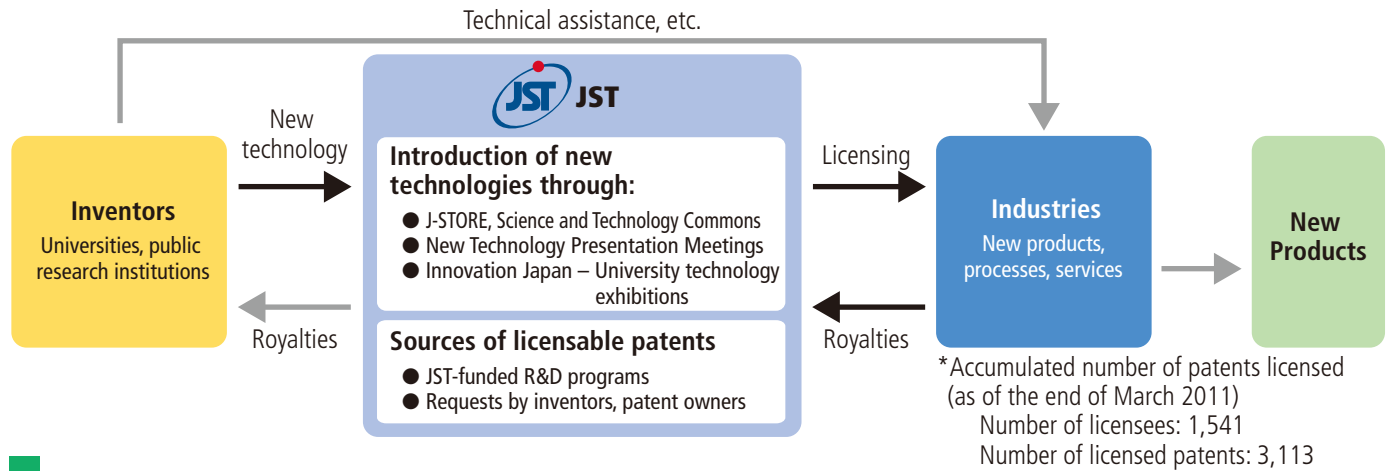 Technical assistance, etc.
JST JST
New
technology
Introduction of new
technologies through:
● J-STORE, Science and Technology Commons
● New Technology Presentation Meetings
● Innovation Japan – University technology
exhibitions
Licensing
Inventors
Universities, public
research institutions
Industries
New products,
processes, services
New
Products
Royalties
Sources of licensable patents
● JST-funded R&D programs
● Requests by inventors, patent owners
Royalties
*Accumulated number of patents licensed
(as of the end of March 2011)
Number of licensees: 1,541
Number of licensed patents: 3,113